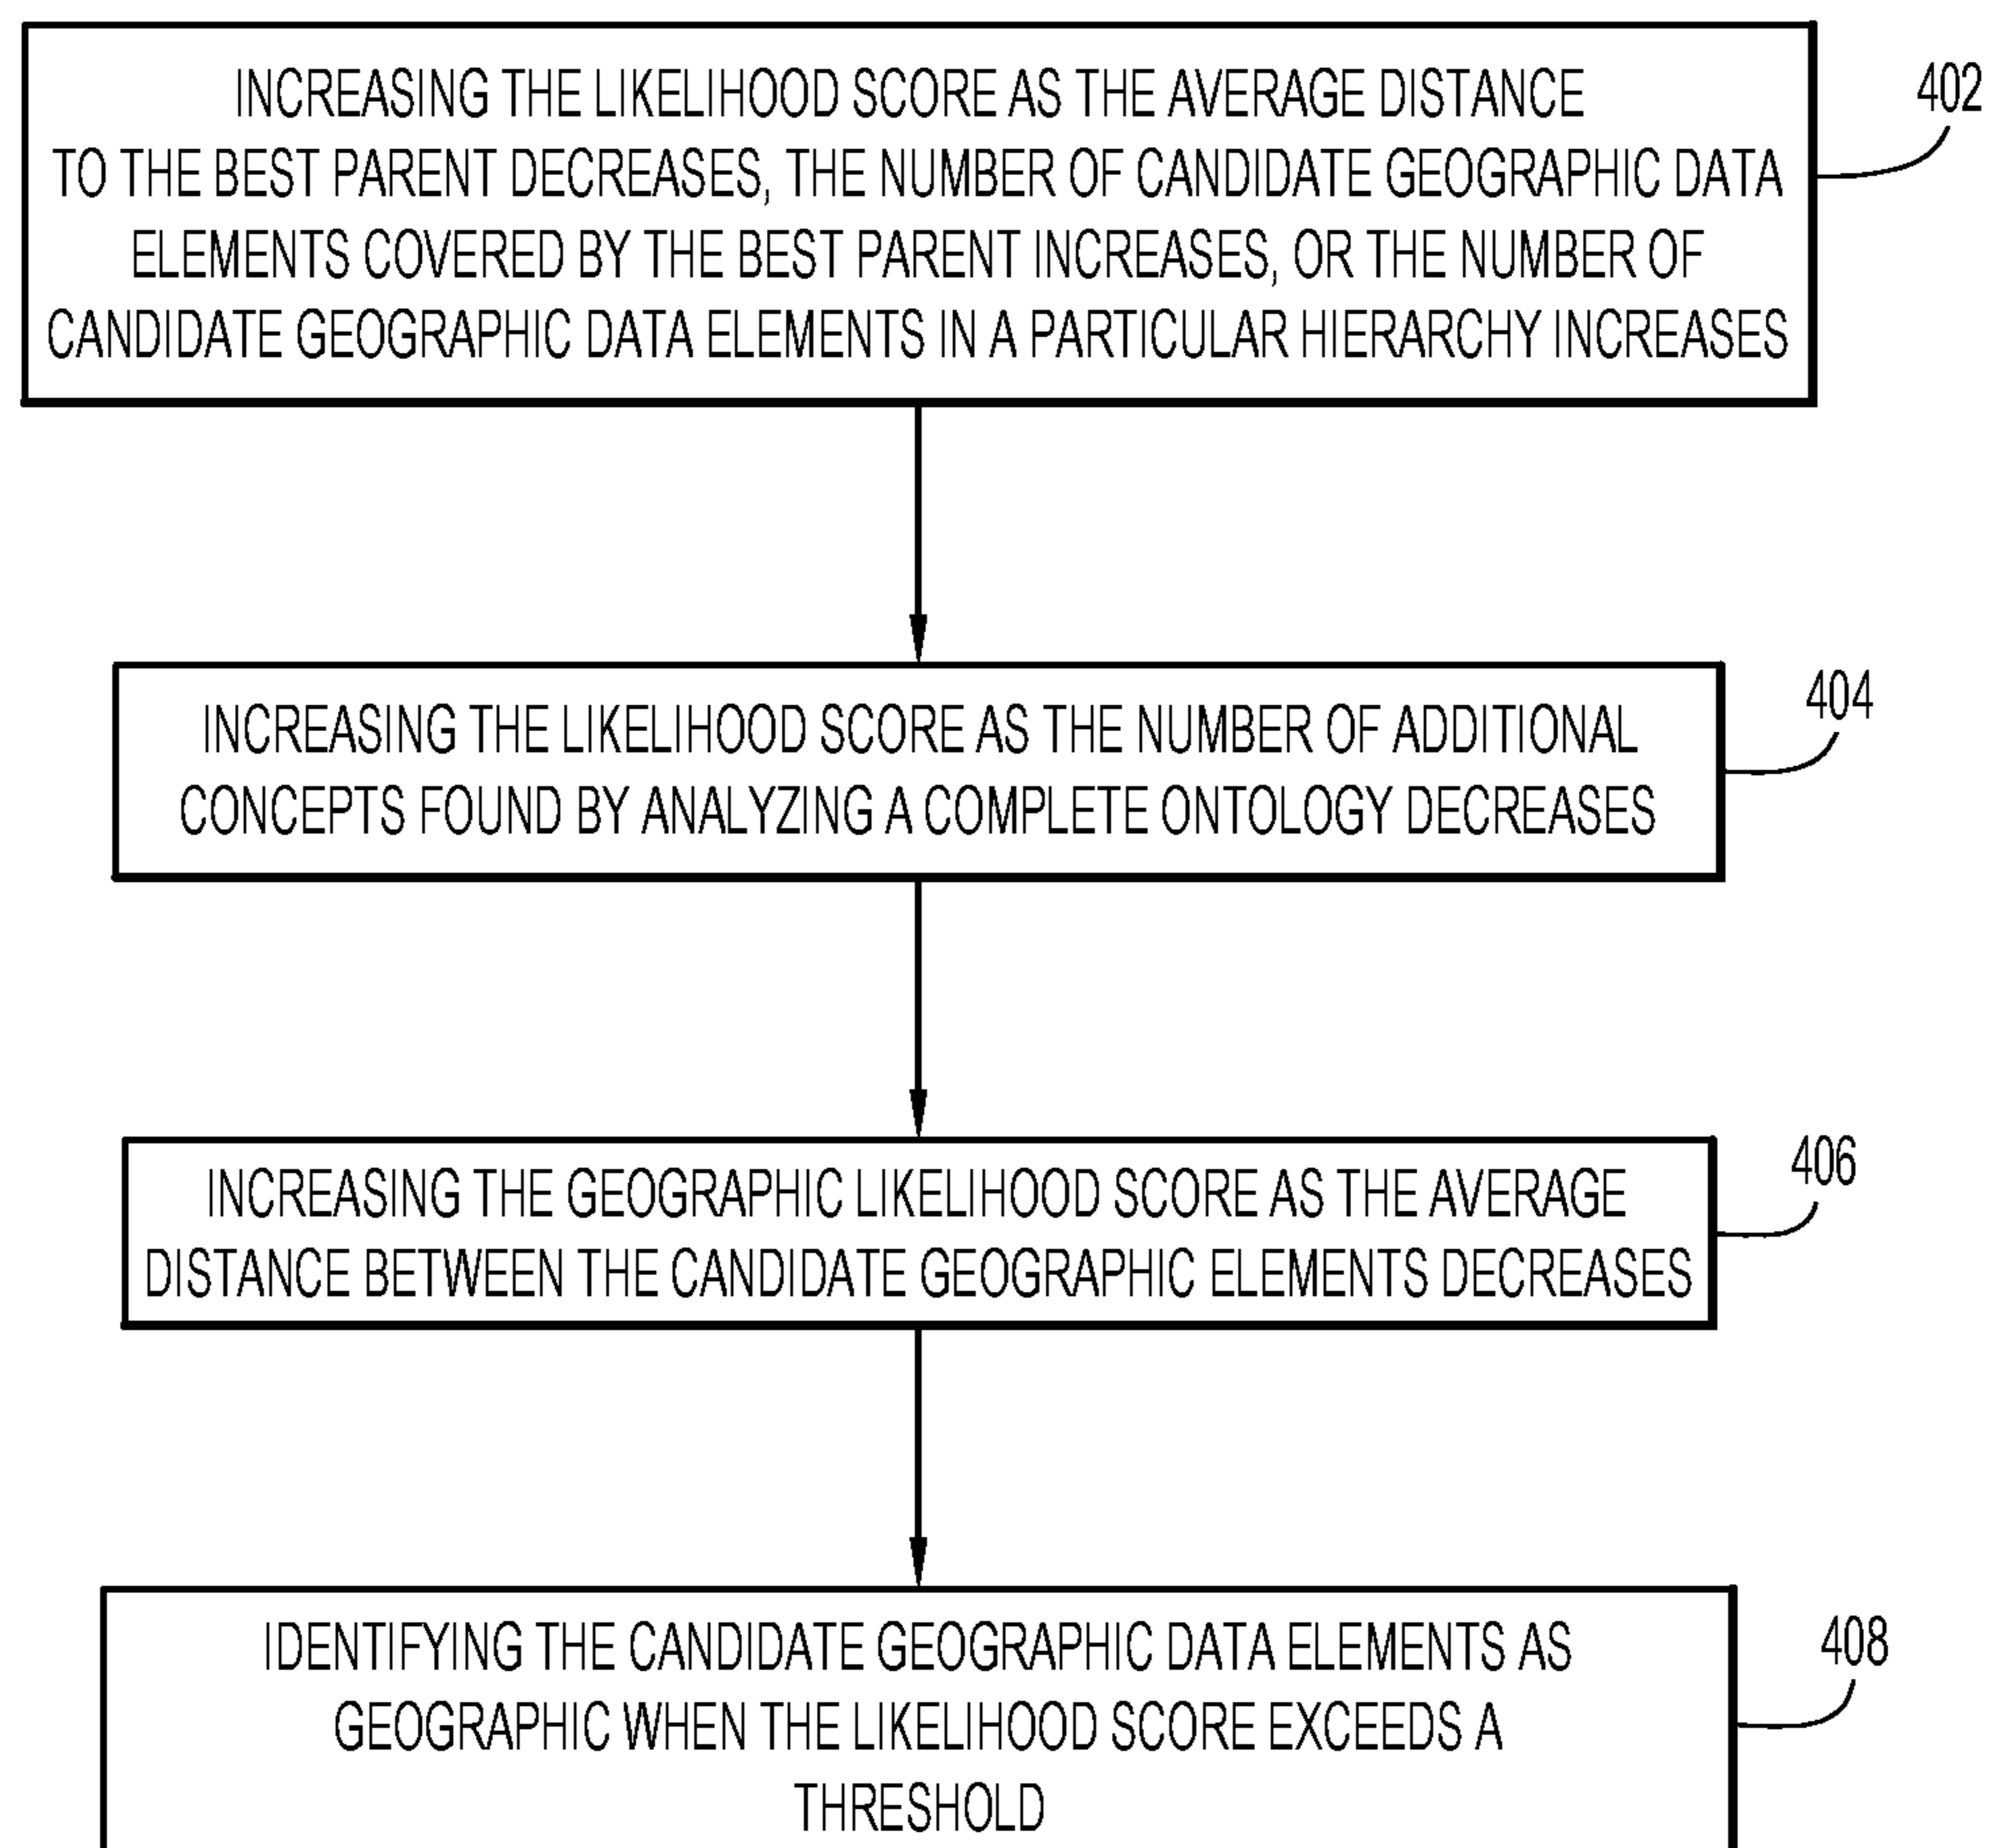 INCREASING THE LIKELIHOOD SCORE AS THE AVERAGE DISTANCE
TO THE BEST PARENT DECREASES, THE NUMBER OF CANDIDATE GEOGRAPHIC DATA
ELEMENTS COVERED BY THE BEST PARENT INCREASES, OR THE NUMBER OF
CANDIDATE GEOGRAPHIC DATA ELEMENTS IN A PARTICULAR HIERARCHY INCREASES
402
INCREASING THE LIKELIHOOD SCORE AS THE NUMBER OF ADDITIONAL
CONCEPTS FOUND BY ANALYZING A COMPLETE ONTOLOGY DECREASES
404
INCREASING THE GEOGRAPHIC LIKELIHOOD SCORE AS THE AVERAGE
DISTANCE BETWEEN THE CANDIDATE GEOGRAPHIC ELEMENTS DECREASES
406
IDENTIFYING THE CANDIDATE GEOGRAPHIC DATA ELEMENTS AS
GEOGRAPHIC WHEN THE LIKELIHOOD SCORE EXCEEDS A
THRESHOLD
408